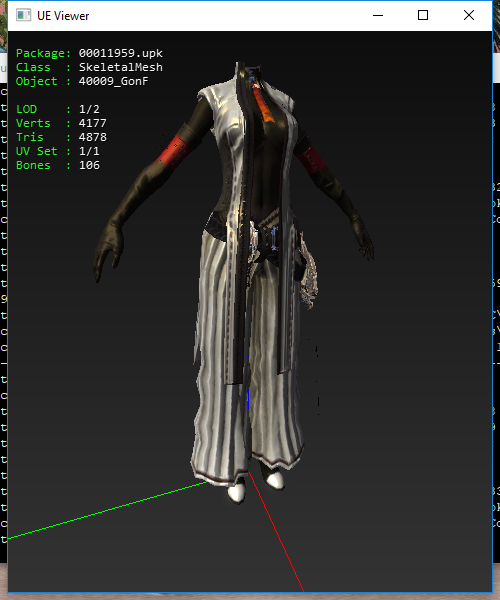 UE Viewer
Package: 00011959.upk
Class : SkeletalMesh
Object : 40009_GonF
LOD : 1/2
Verts : 4177
Tris : 4878
UV Set : 1/1
Bones : 106